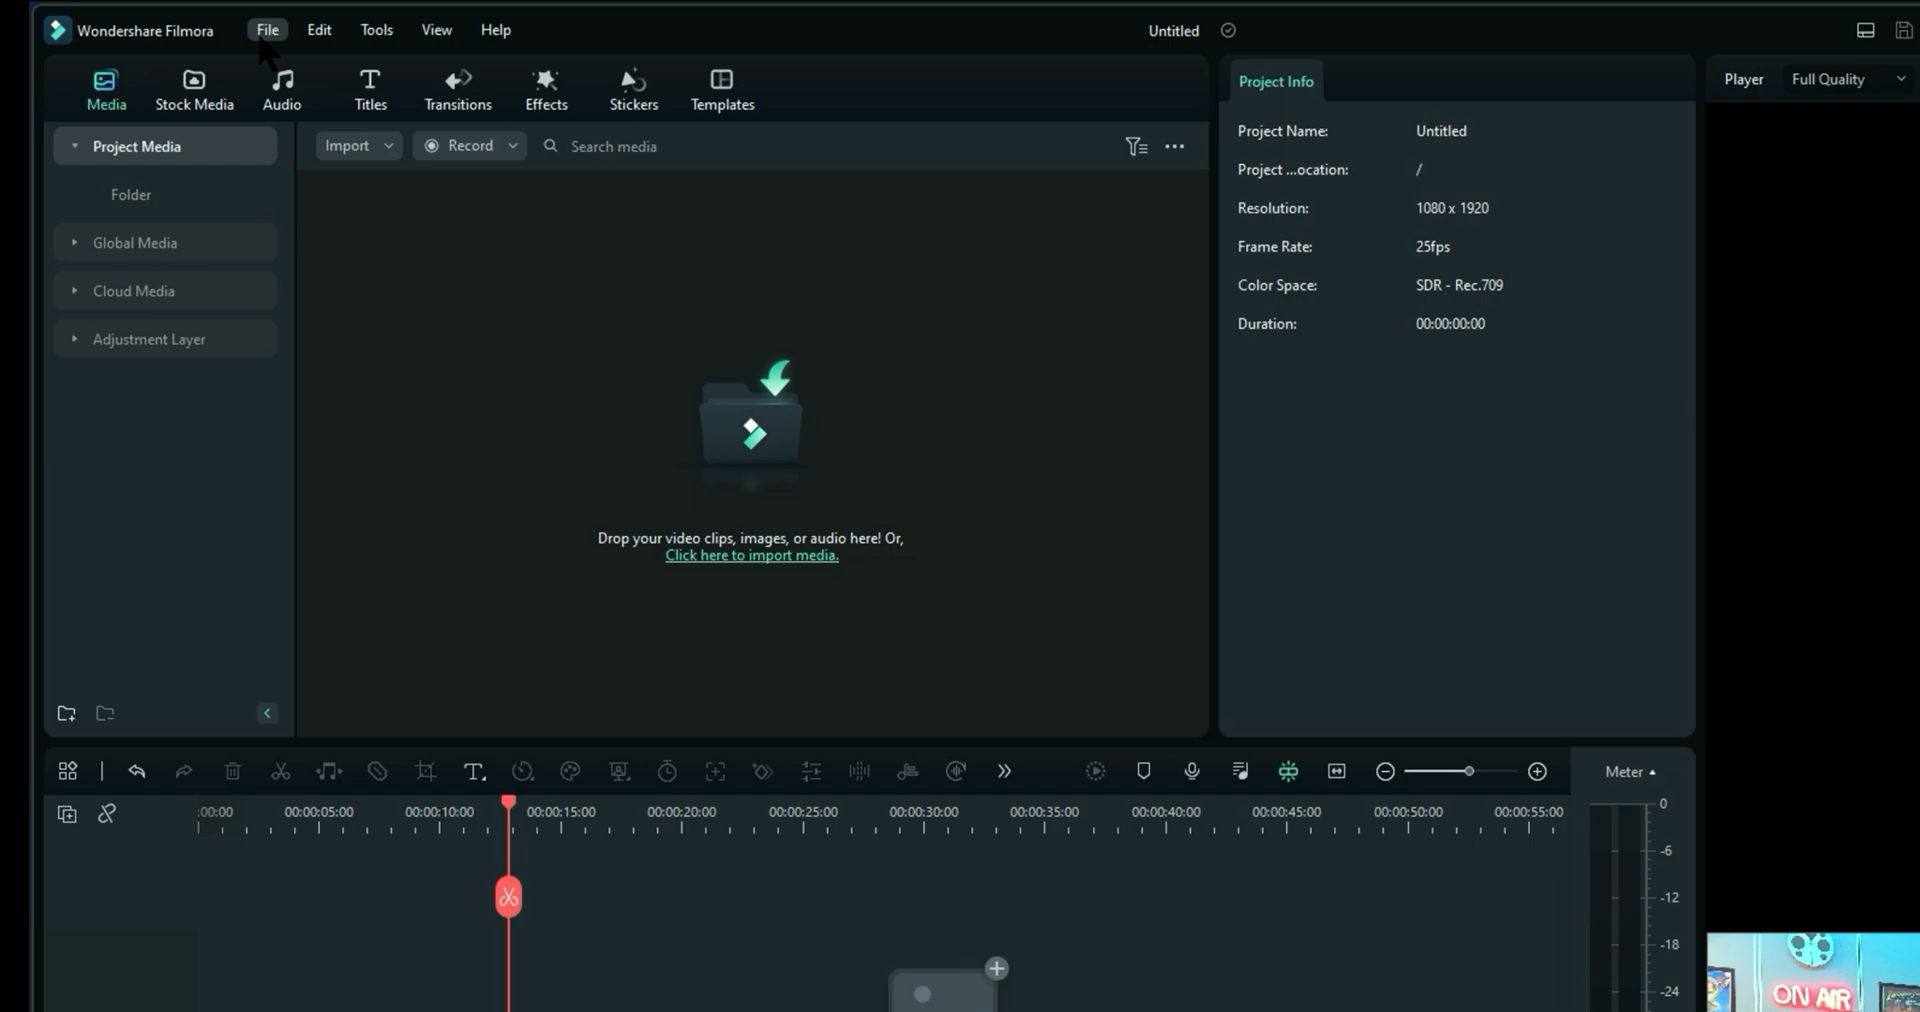 Wondershare Filmora File Edit Tools View Help Untitled
Media Stock Media Audio Titles Transitions Effects Stickers Templates
Project Info
Player Full Quality
Project Media
Import Record Search media
Folder
Global Media
Cloud Media
Adjustment Layer
Project Name: Untitled
Project ...ocation: /
Resolution: 1080 x 1920
Frame Rate: 25fps
Color Space: SDR - Rec.709
Duration: 00:00:00:00
Drop your video clips, images, or audio here! Or,
Click here to import media.
Meter
:00:00 00:00:05:00 00:00:10:00 00:00:15:00 00:00:20:00 00:00:25:00 00:00:30:00 00:00:35:00 00:00:40:00 00:00:45:00 00:00:50:00 00:00:55:00
0
-6
-12
-18
-24
ON AIR